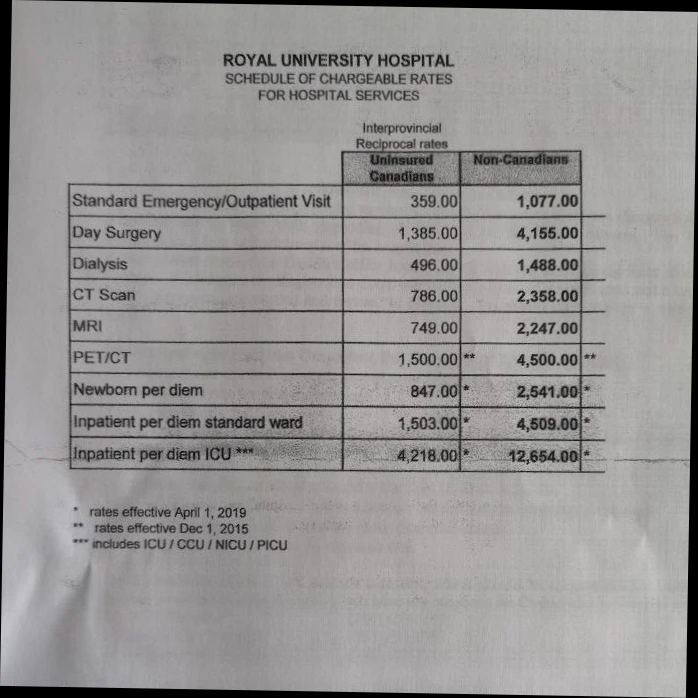 ROYAL UNIVERSITY HOSPITAL
SCHEDULE OF CHARGEABLE RATES
FOR HOSPITAL SERVICES
Interprovincial
Reciprocal rates
Uninsured Canadians Non-Canadians
Standard Emergency/Outpatient Visit 359.00 1,077.00
Day Surgery 1,385.00 4,155.00
Dialysis 496.00 1,488.00
CT Scan 786.00 2,358.00
MRI 749.00 2,247.00
PET/CT 1,500.00 ** 4,500.00 **
Newborn per diem 847.00 * 2,541.00 *
Inpatient per diem standard ward 1,503.00 * 4,509.00 *
Inpatient per diem ICU *** 4,218.00 * 12,654.00 *
* rates effective April 1, 2019
** rates effective Dec 1, 2015
*** includes ICU / CCU / NICU / PICU